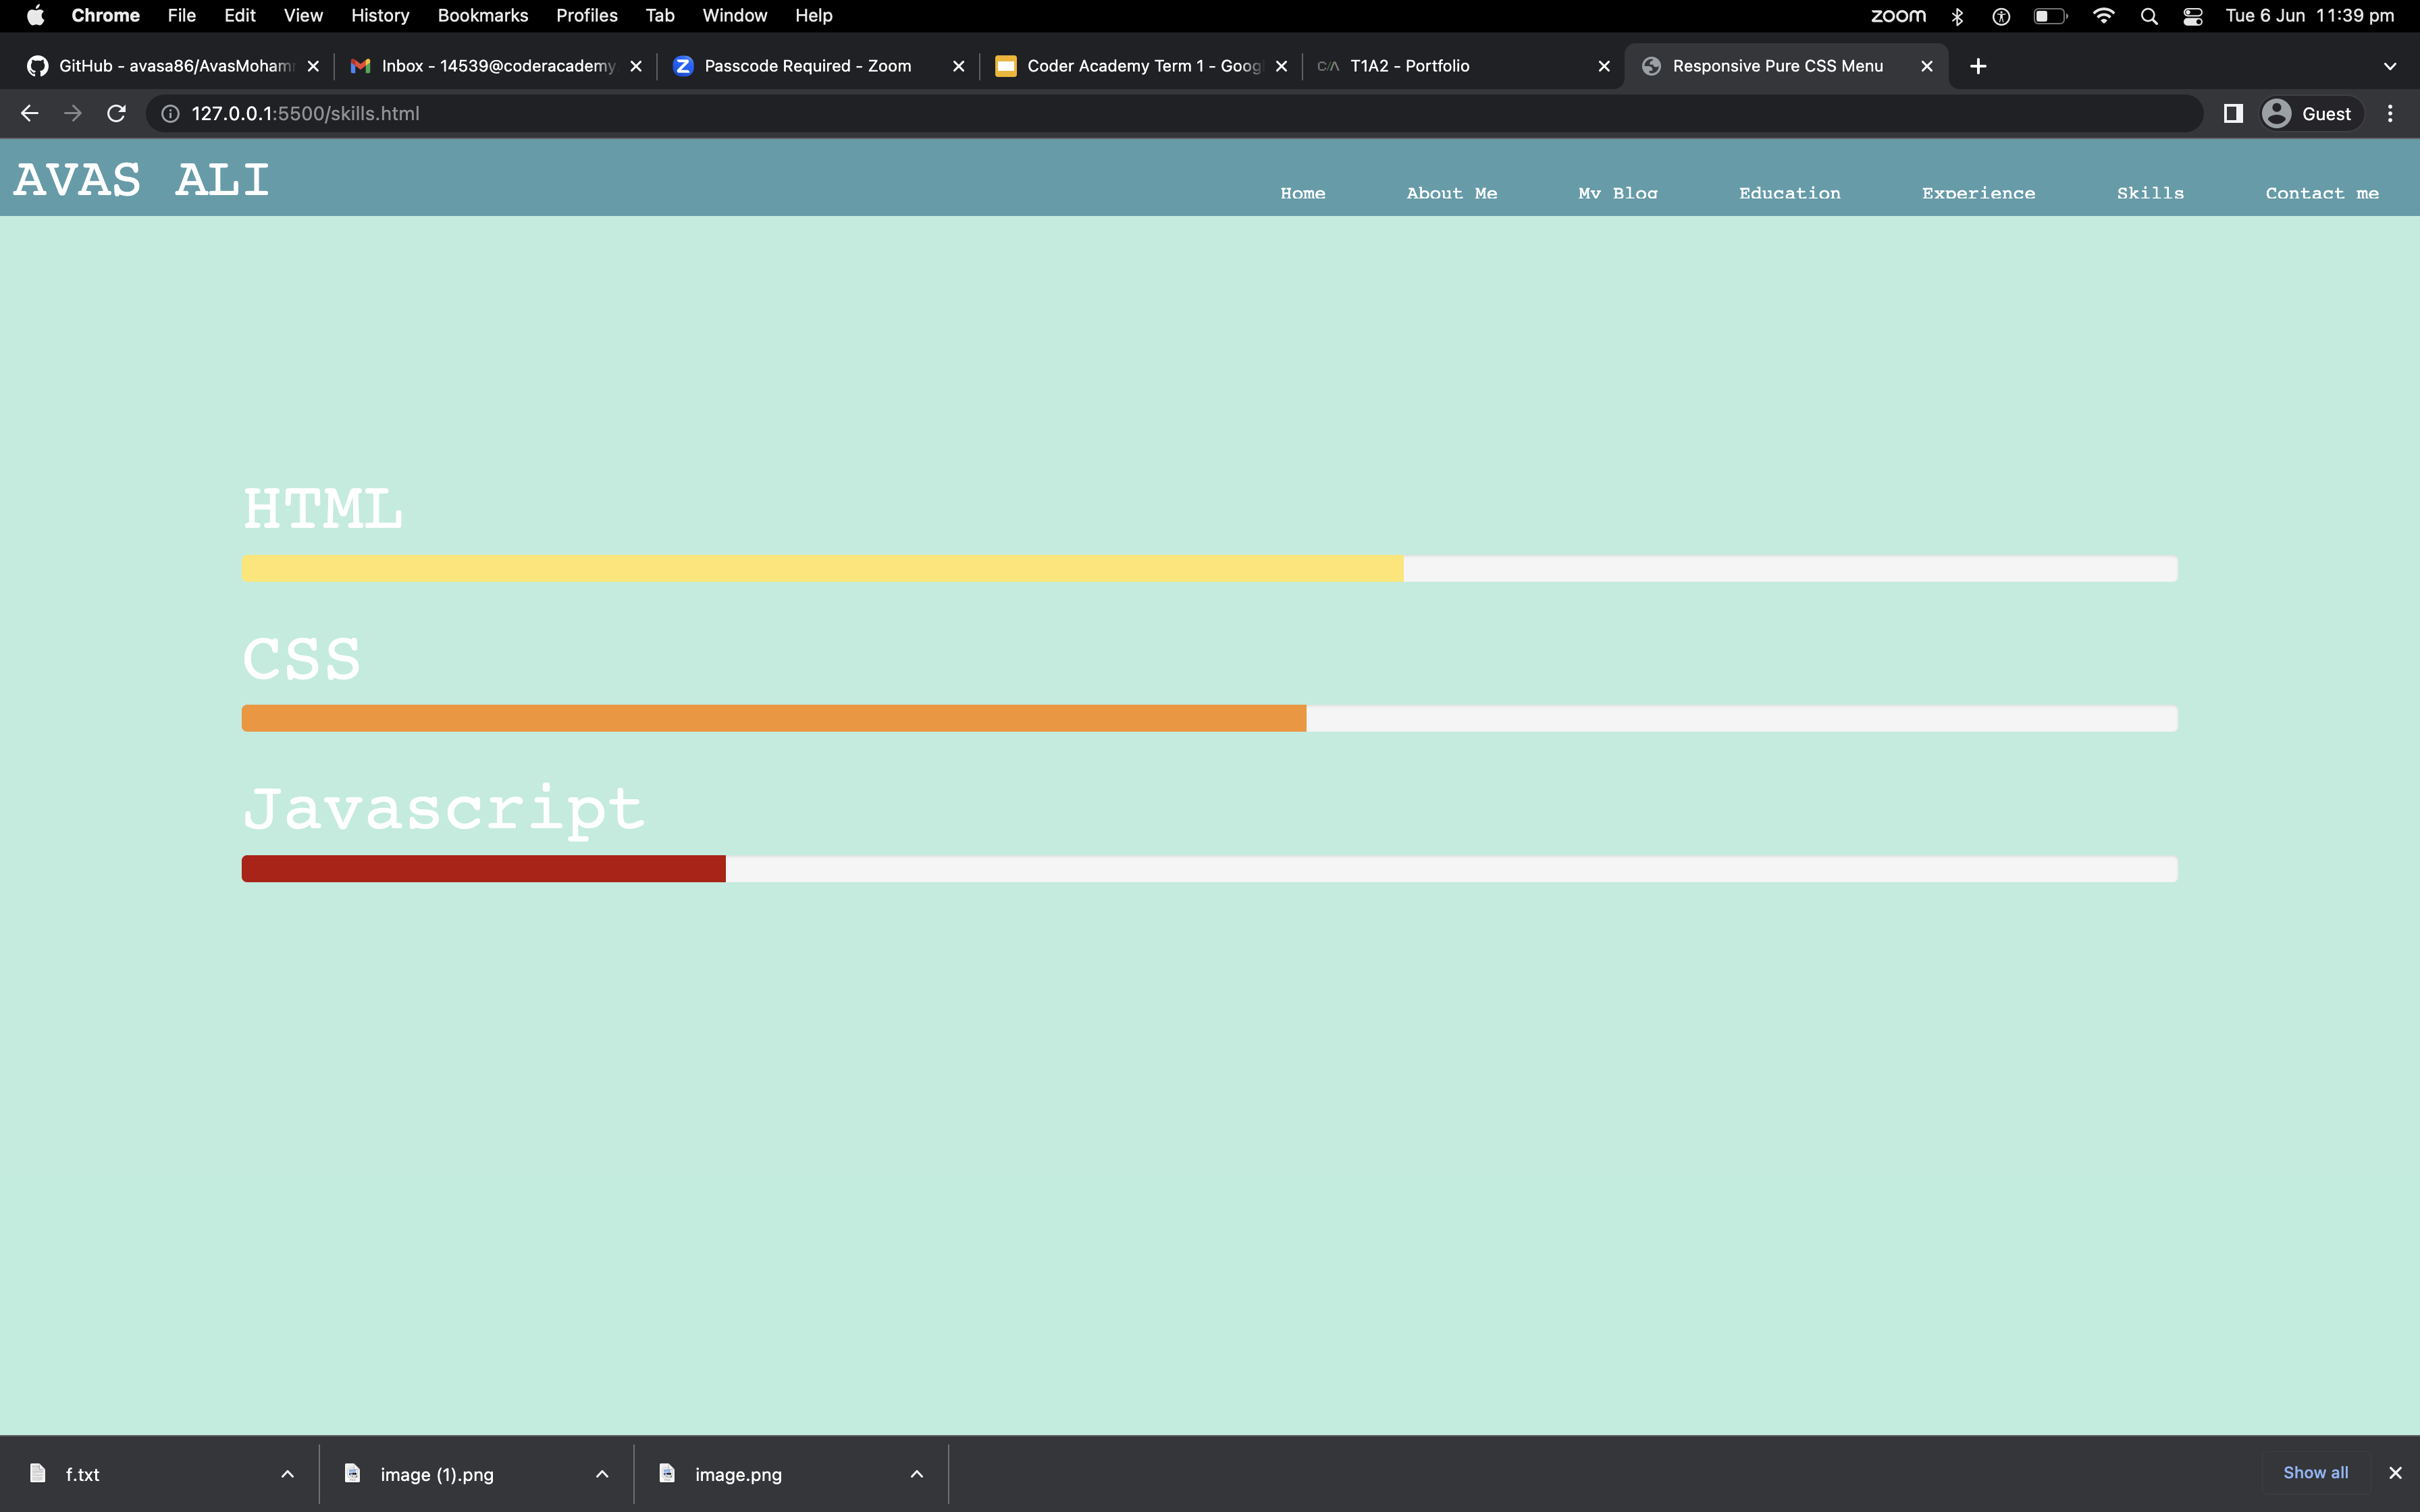 Chrome File Edit View History Bookmarks Profiles Tab Window Help zoom Tue 6 Jun 11:39 pm
GitHub - avasa86/AvasMoham Inbox - 14539@coderacademy Passcode Required - Zoom Coder Academy Term 1 - Goog C/Λ T1A2 - Portfolio Responsive Pure CSS Menu
127.0.0.1:5500/skills.html Guest
AVAS ALI Home About Me My Blog Education Experience Skills Contact me
HTML
CSS
Javascript
f.txt image (1).png image.png Show all